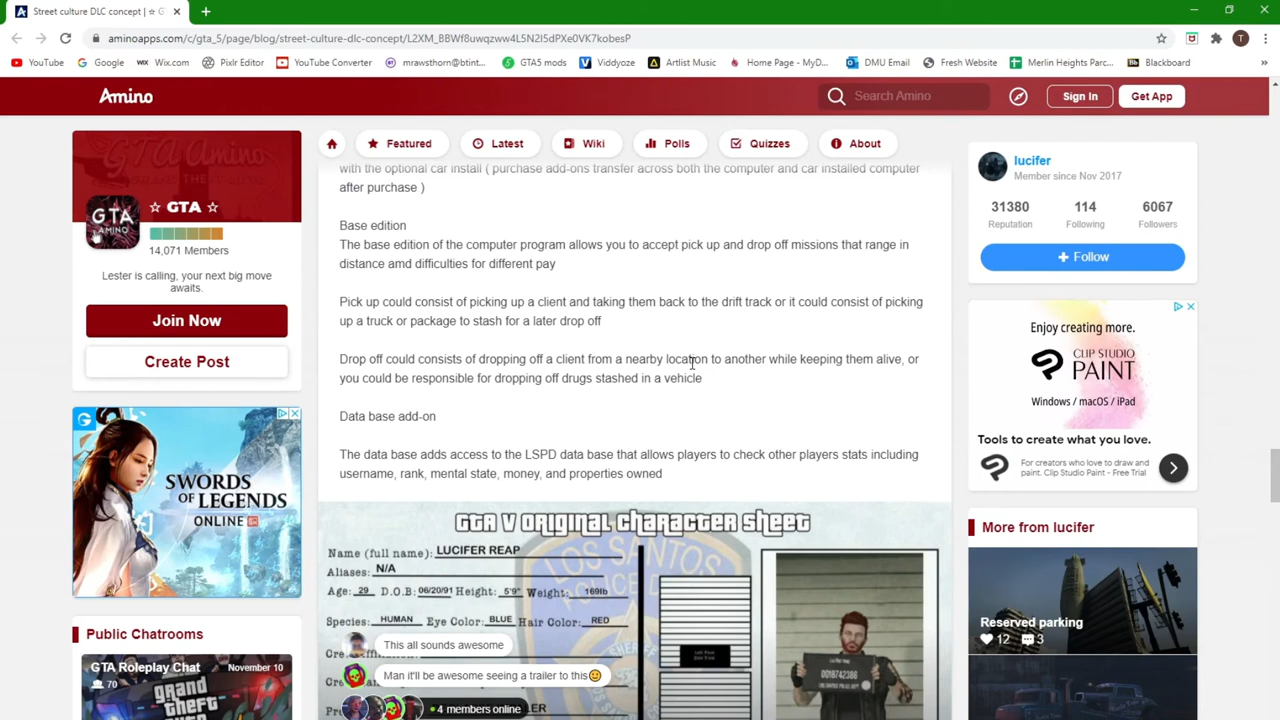 Street culture DLC concept | ☆ G
aminoapps.com/c/gta_5/page/blog/street-culture-dlc-concept/L2XM_BBWf8uwqzww4L5N2I5dPXe0VK7kobesP
YouTube
Google
Wix.com
Pixlr Editor
YouTube Converter
mrawsthorn@btint...
GTA5 mods
Viddyoze
Artlist Music
Home Page - MyD...
DMU Email
Fresh Website
Merlin Heights Parc...
Blackboard
Amino
Search Amino
Sign In
Get App
☆ GTA ☆
14,071 Members
Lester is calling, your next big move
awaits.
Join Now
Create Post
SWORDS OF
LEGENDS
ONLINE
Public Chatrooms
GTA Roleplay Chat
November 10
70
Featured
Latest
Wiki
Polls
Quizzes
About
with the optional car install ( purchase add-ons transfer across both the computer and car installed computer
after purchase )
Base edition
The base edition of the computer program allows you to accept pick up and drop off missions that range in
distance amd difficulties for different pay
Pick up could consist of picking up a client and taking them back to the drift track or it could consist of picking
up a truck or package to stash for a later drop off
Drop off could consists of dropping off a client from a nearby location to another while keeping them alive, or
you could be responsible for dropping off drugs stashed in a vehicle
Data base add-on
The data base adds access to the LSPD data base that allows players to check other players stats including
username, rank, mental state, money, and properties owned
GTA V ORIGINAL CHARACTER SHEET
Name (full name): LUCIFER REAP
Aliases: N/A
Age: 29 D.O.B: 06/20/91 Height: 5'9" Weight: 169lb
Species: HUMAN Eye Color: BLUE Hair Color: RED
This all sounds awesome
Man it'll be awesome seeing a trailer to this
4 members online
lucifer
Member since Nov 2017
31380
114
6067
Reputation
Following
Followers
+ Follow
Enjoy creating more.
CLIP STUDIO
PAINT
Windows / macOS / iPad
Tools to create what you love.
For creators who love to draw and
paint. Clip Studio Paint - Free Trial
More from lucifer
Reserved parking
12
3